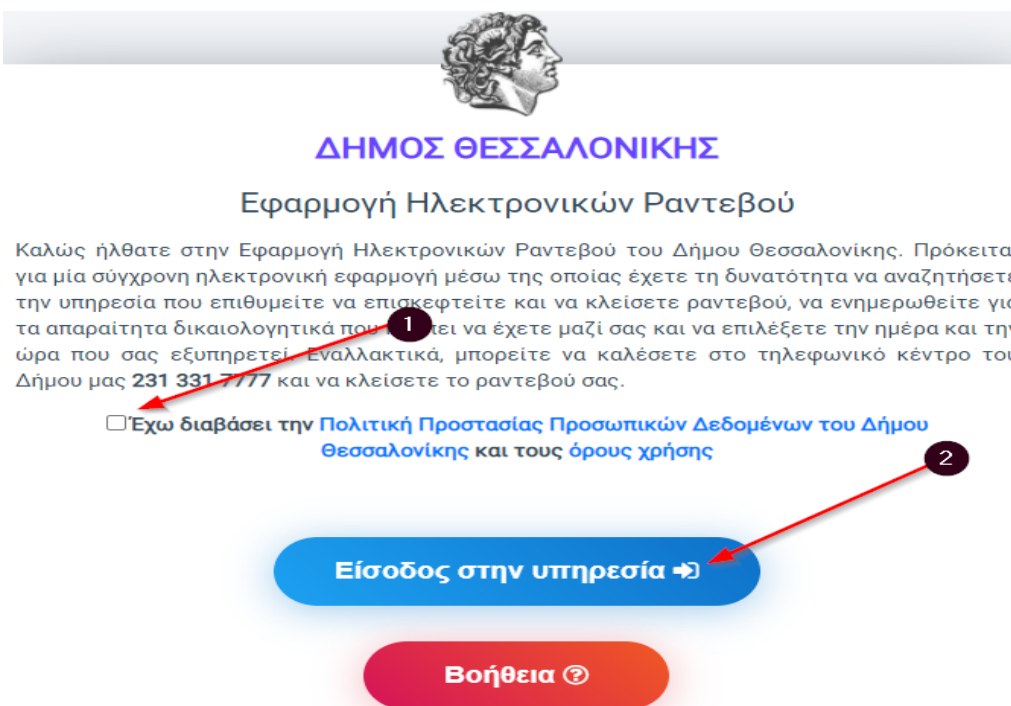 ΔΗΜΟΣ ΘΕΣΣΑΛΟΝΙΚΗΣ
Εφαρμογή Ηλεκτρονικών Ραντεβού
Καλώς ήλθατε στην Εφαρμογή Ηλεκτρονικών Ραντεβού του Δήμου Θεσσαλονίκης. Πρόκειται
για μία σύγχρονη ηλεκτρονική εφαρμογή μέσω της οποίας έχετε τη δυνατότητα να αναζητήσετε
την υπηρεσία που επιθυμείτε να επισκεφτείτε και να κλείσετε ραντεβού, να ενημερωθείτε για
τα απαραίτητα δικαιολογητικά που 1 να έχετε μαζί σας και να επιλέξετε την ημέρα και την
ώρα που σας εξυπηρετεί. Εναλλακτικά, μπορείτε να καλέσετε στο τηλεφωνικό κέντρο του
Δήμου μας 231 331 7777 και να κλείσετε το ραντεβού σας.
Έχω διαβάσει την Πολιτική Προστασίας Προσωπικών Δεδομένων του Δήμου
Θεσσαλονίκης και τους όρους χρήσης
2
Είσοδος στην υπηρεσία
Βοήθεια ?